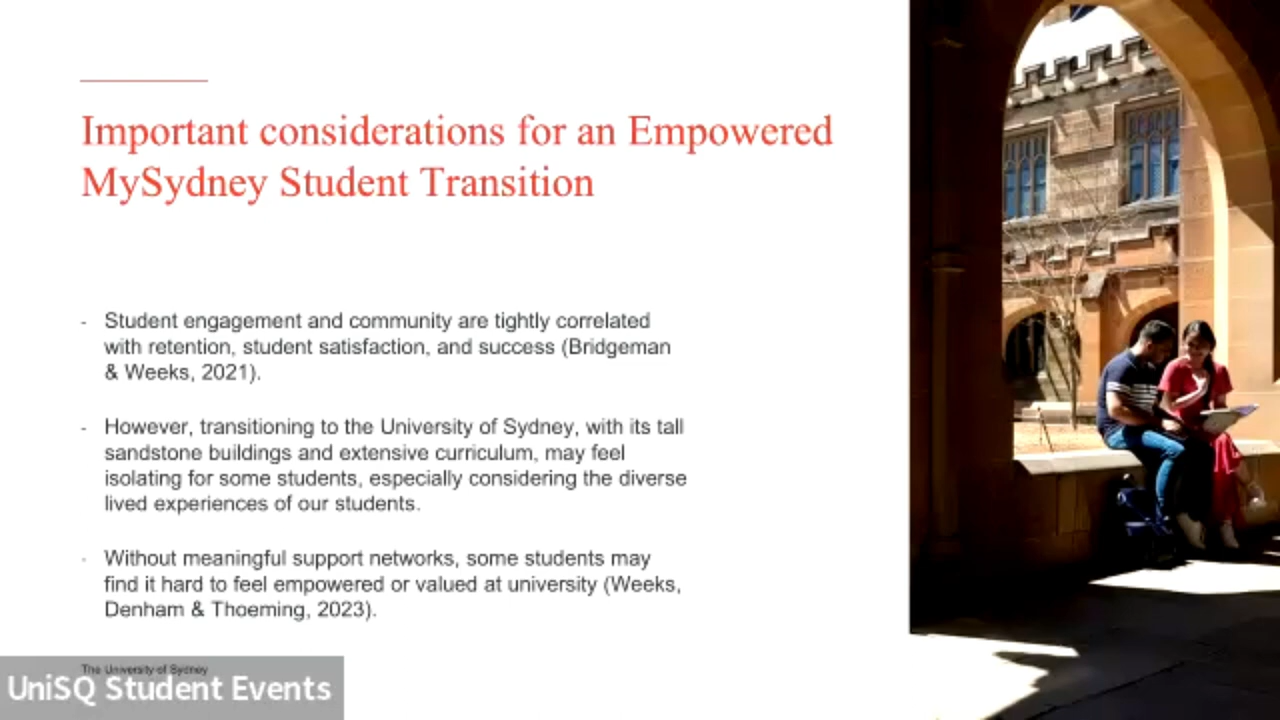 Important considerations for an Empowered
MySydney Student Transition
- Student engagement and community are tightly correlated
with retention, student satisfaction, and success (Bridgeman
& Weeks, 2021).
- However, transitioning to the University of Sydney, with its tall
sandstone buildings and extensive curriculum, may feel
isolating for some students, especially considering the diverse
lived experiences of our students.
- Without meaningful support networks, some students may
find it hard to feel empowered or valued at university (Weeks,
Denham & Thoeming, 2023).
The University of Sydney
UniSQ Student Events